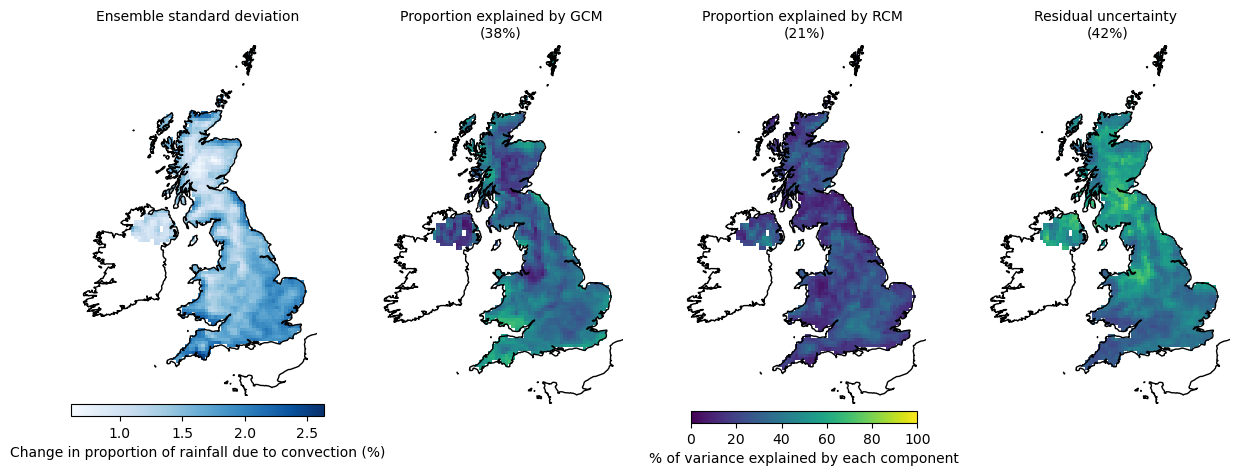 Ensemble standard deviation
Proportion explained by GCM
(38%)
Proportion explained by RCM
(21%)
Residual uncertainty
(42%)
1.0 1.5 2.0 2.5
Change in proportion of rainfall due to convection (%)
0 20 40 60 80 100
% of variance explained by each component